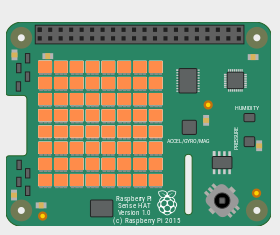 HUMIDITY
PRESSURE
ACCEL/GYRO/MAG
Raspberry Pi
Sense HAT
Version 1.0
(c) Raspberry Pi 2015